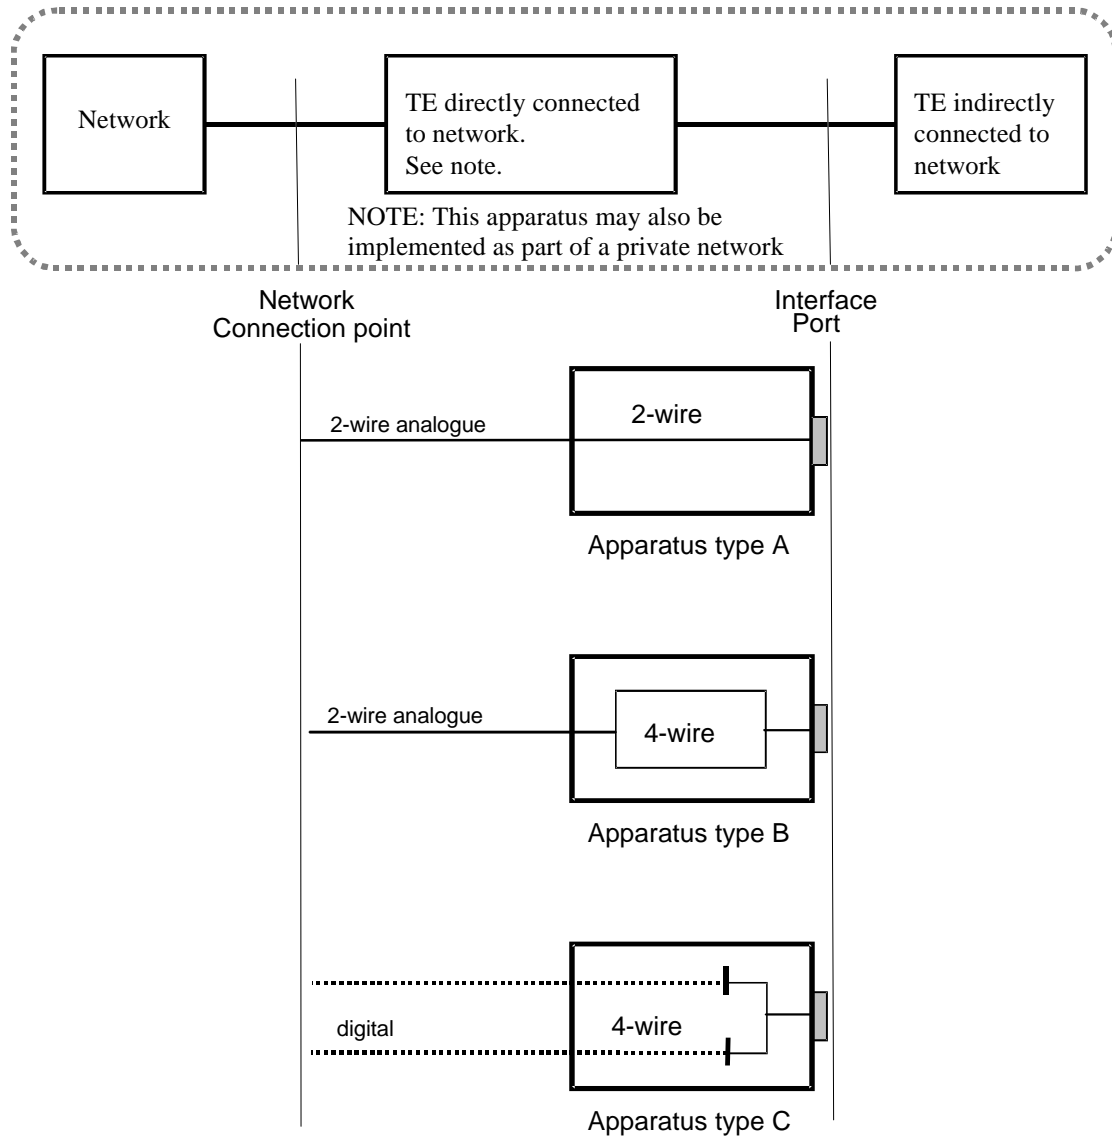 Network
TE directly connected
to network.
See note.
TE indirectly
connected to
network
NOTE: This apparatus may also be
implemented as part of a private network
Network
Connection point
Interface
Port
2-wire analogue
2-wire
Apparatus type A
2-wire analogue
4-wire
Apparatus type B
digital
4-wire
Apparatus type C